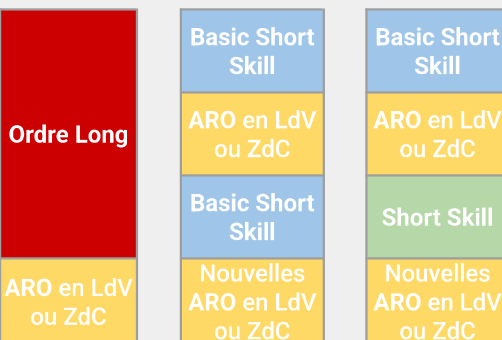 Ordre Long
ARO en LdV
ou ZdC
Basic Short
Skill
ARO en LdV
ou ZdC
Basic Short
Skill
Nouvelles
ARO en LdV
ou ZdC
Basic Short
Skill
ARO en LdV
ou ZdC
Short Skill
Nouvelles
ARO en LdV
ou ZdC